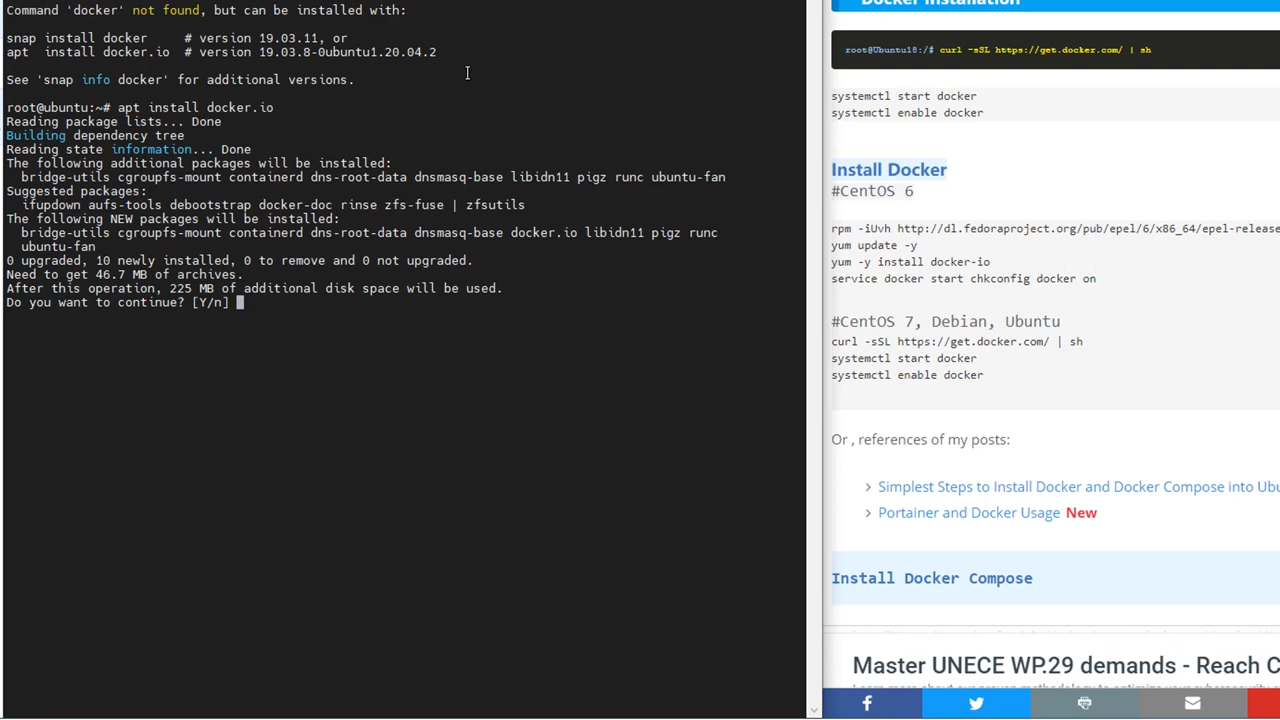 Command 'docker' not found, but can be installed with:
snap install docker # version 19.03.11, or
apt install docker.io # version 19.03.8-0ubuntu1.20.04.2
See 'snap info docker' for additional versions.
root@ubuntu:~# apt install docker.io
Reading package lists... Done
Building dependency tree
Reading state information... Done
The following additional packages will be installed:
bridge-utils cgroupfs-mount containerd dns-root-data dnsmasq-base libidn11 pigz runc ubuntu-fan
Suggested packages:
ifupdown aufs-tools debootstrap docker-doc rinse zfs-fuse | zfsutils
The following NEW packages will be installed:
bridge-utils cgroupfs-mount containerd dns-root-data dnsmasq-base docker.io libidn11 pigz runc
ubuntu-fan
0 upgraded, 10 newly installed, 0 to remove and 0 not upgraded.
Need to get 46.7 MB of archives.
After this operation, 225 MB of additional disk space will be used.
Do you want to continue? [Y/n]
Docker Installation
root@Ubuntu18:/# curl -sSL https://get.docker.com/ | sh
systemctl start docker
systemctl enable docker
Install Docker
#CentOS 6
rpm -iUvh http://dl.fedoraproject.org/pub/epel/6/x86_64/epel-release
yum update -y
yum -y install docker-io
service docker start chkconfig docker on
#CentOS 7, Debian, Ubuntu
curl -sSL https://get.docker.com/ | sh
systemctl start docker
systemctl enable docker
Or , references of my posts:
Simplest Steps to Install Docker and Docker Compose into Ubu
Portainer and Docker Usage New
Install Docker Compose
Master UNECE WP.29 demands - Reach C